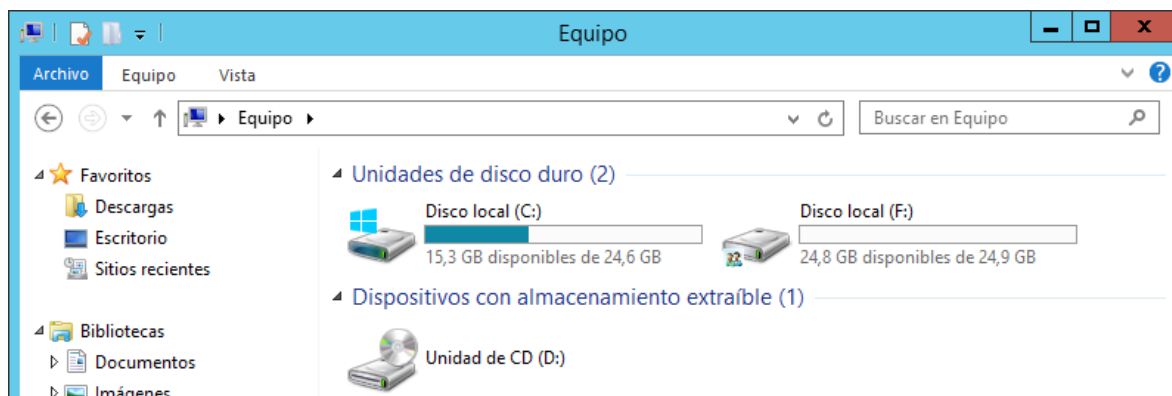 Equipo
Archivo Equipo Vista
Equipo Buscar en Equipo
Favoritos
Descargas
Escritorio
Sitios recientes
Bibliotecas
Documentos
Imágenes
Unidades de disco duro (2)
Disco local (C:)
15,3 GB disponibles de 24,6 GB
Disco local (F:)
24,8 GB disponibles de 24,9 GB
Dispositivos con almacenamiento extraíble (1)
Unidad de CD (D:)